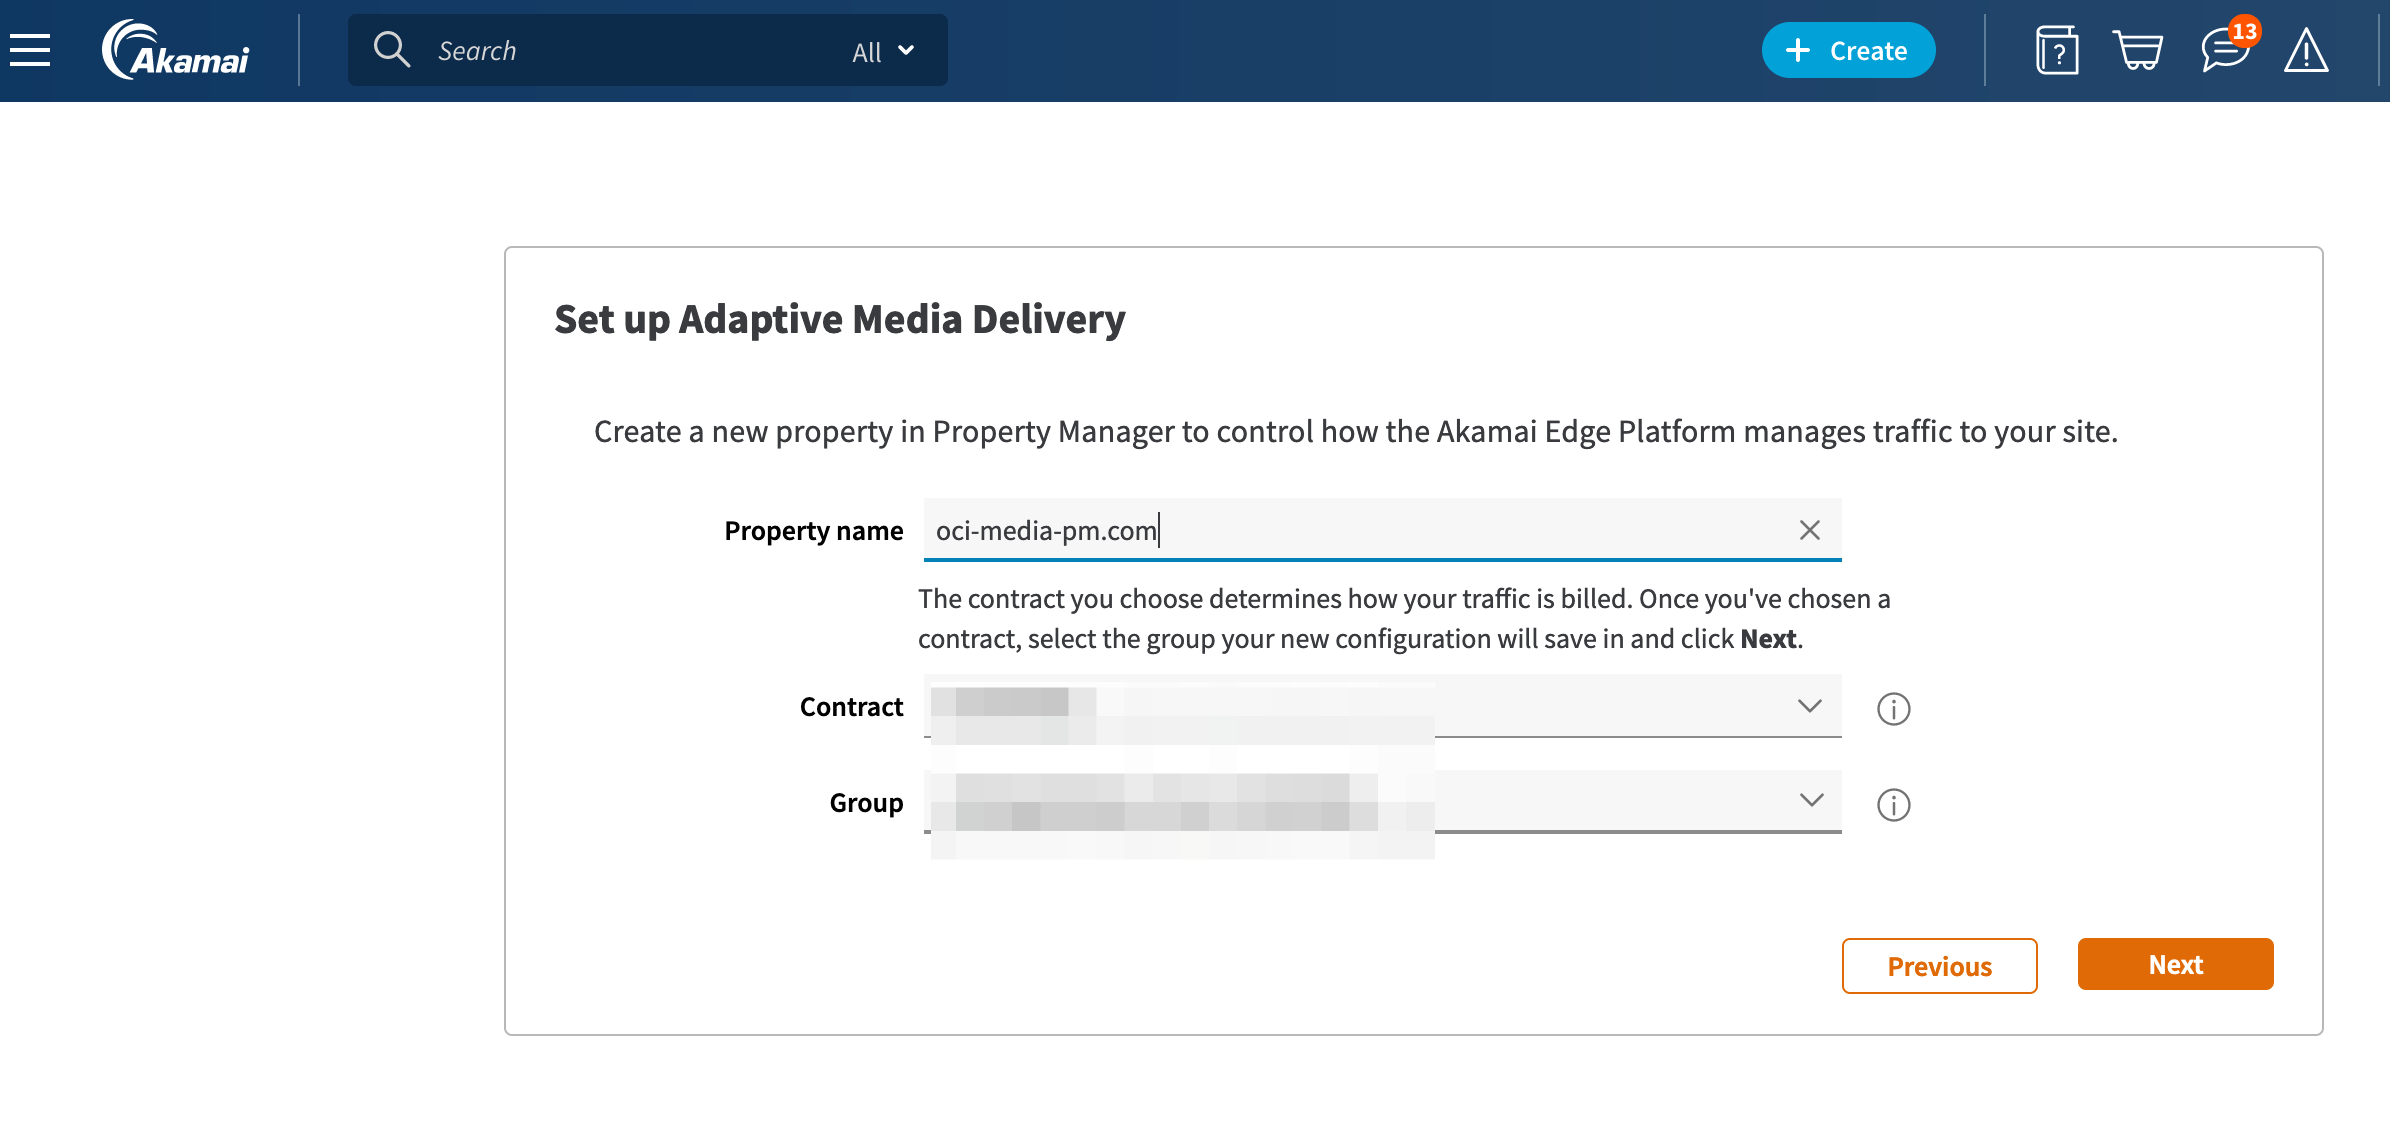 Akamai
Search
All
+ Create
?
13
Set up Adaptive Media Delivery
Create a new property in Property Manager to control how the Akamai Edge Platform manages traffic to your site.
Property name
oci-media-pm.com
The contract you choose determines how your traffic is billed. Once you've chosen a
contract, select the group your new configuration will save in and click Next.
Contract
Group
Previous
Next